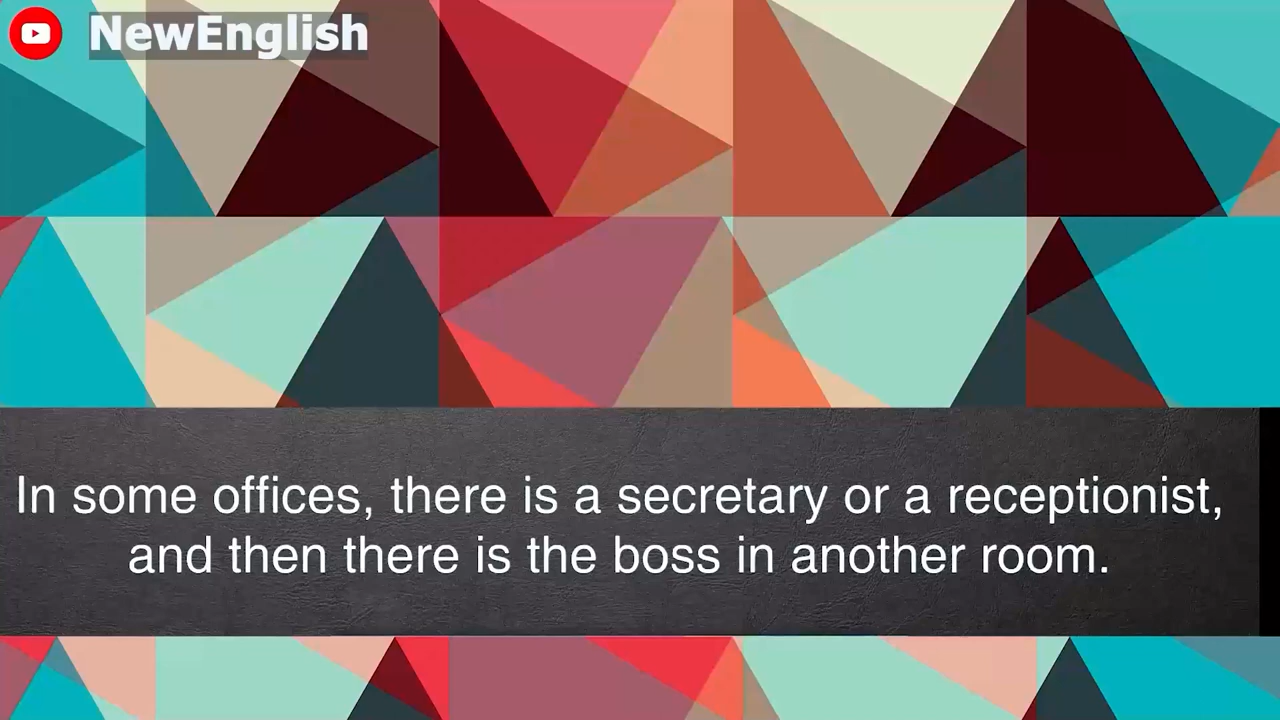 NewEnglish
In some offices, there is a secretary or a receptionist,
and then there is the boss in another room.